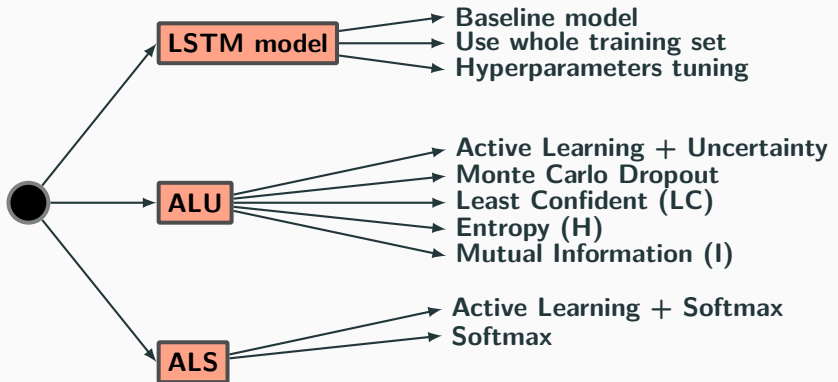 LSTM model
Baseline model
Use whole training set
Hyperparameters tuning
ALU
Active Learning + Uncertainty
Monte Carlo Dropout
Least Confident (LC)
Entropy (H)
Mutual Information (I)
ALS
Active Learning + Softmax
Softmax